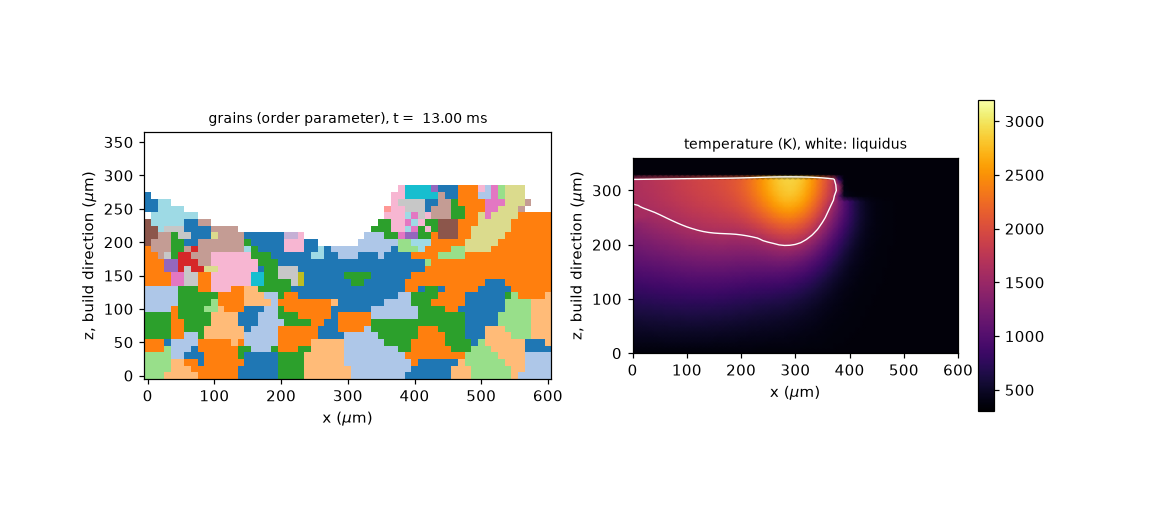 grains (order parameter), t =  13.00 ms
z, build direction (μm)
350
300
250
200
150
100
50
0
0 100 200 300 400 500 600
x (μm)
temperature (K), white: liquidus
z, build direction (μm)
300
200
100
0
0 100 200 300 400 500 600
x (μm)
3000
2500
2000
1500
1000
500